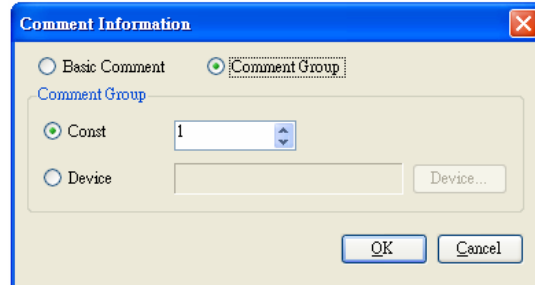 Comment Information
Basic Comment Comment Group
Comment Group
Const 1
Device Device...
OK Cancel